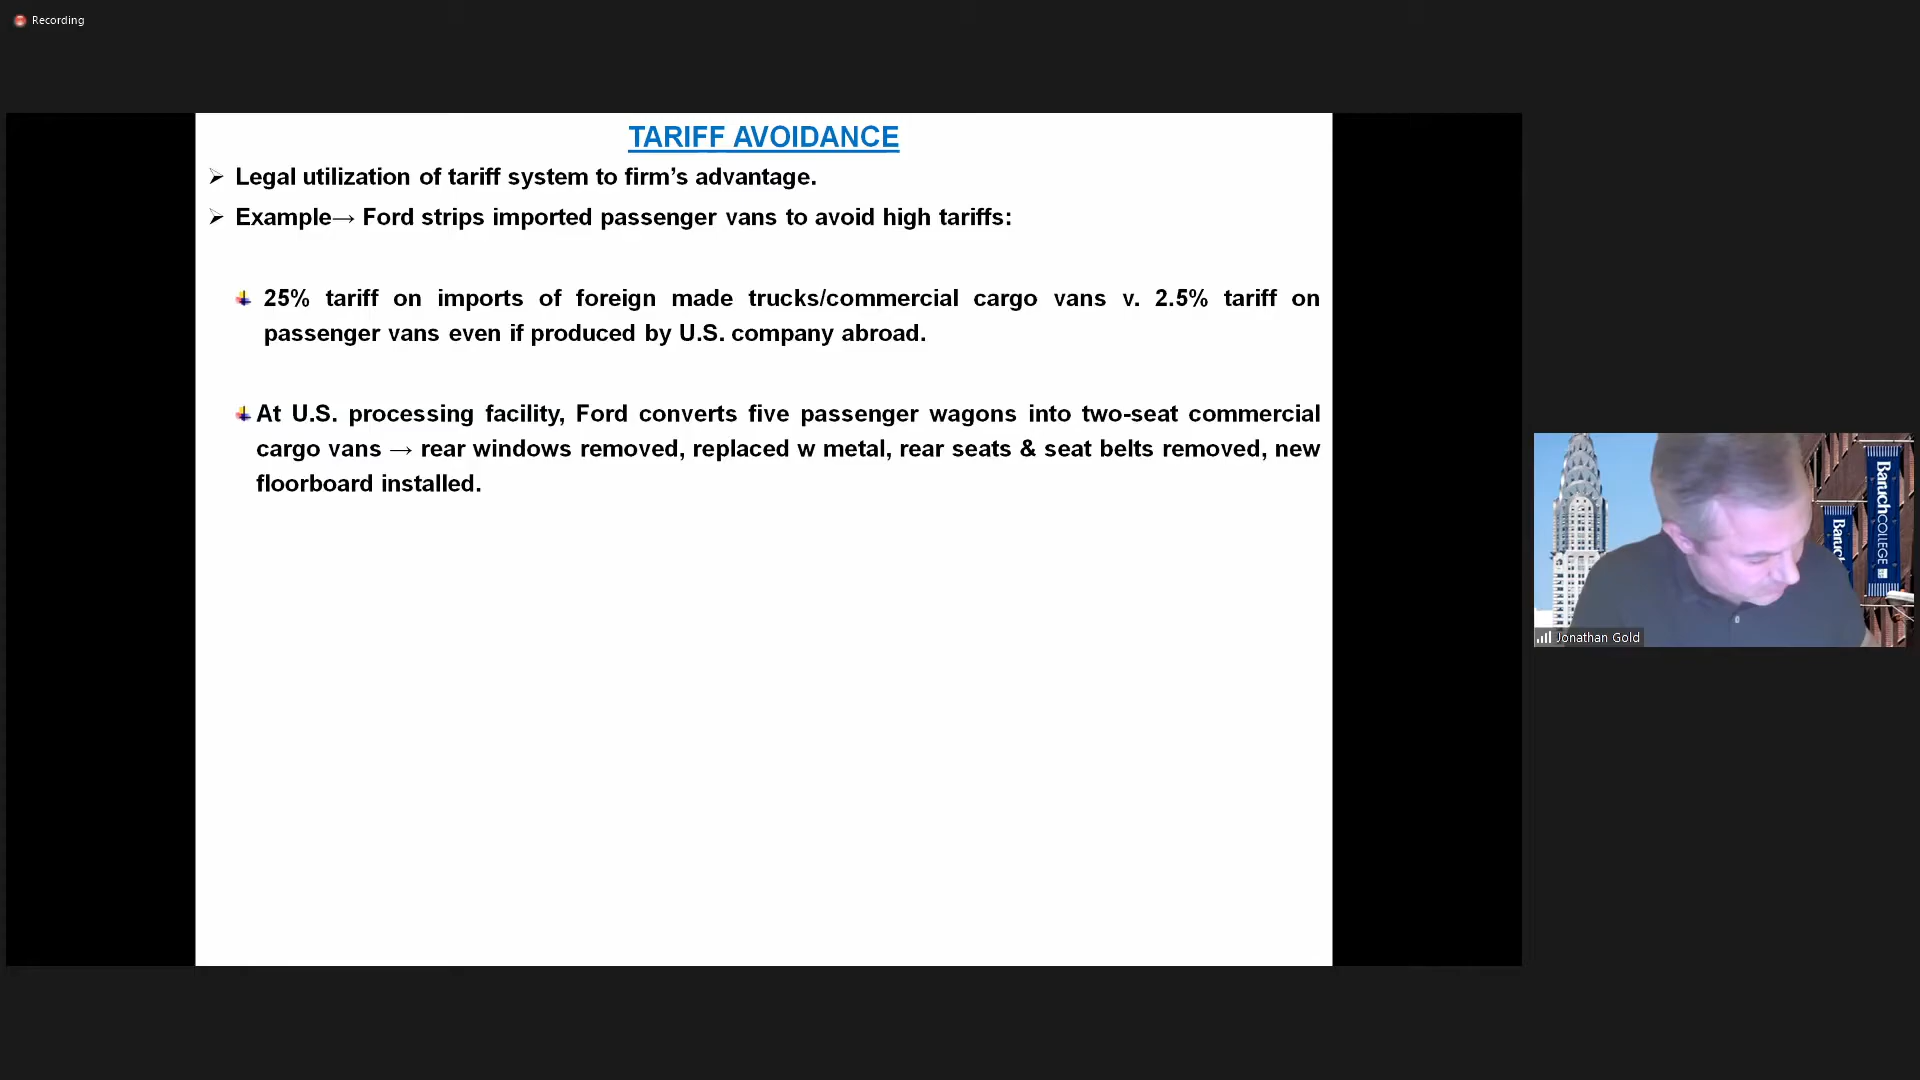 Recording
TARIFF AVOIDANCE
➢ Legal utilization of tariff system to firm’s advantage.
➢ Example→ Ford strips imported passenger vans to avoid high tariffs:
25% tariff on imports of foreign made trucks/commercial cargo vans v. 2.5% tariff on
passenger vans even if produced by U.S. company abroad.
At U.S. processing facility, Ford converts five passenger wagons into two-seat commercial
cargo vans → rear windows removed, replaced w metal, rear seats & seat belts removed, new
floorboard installed.
Baruch COLLEGE
Baruc
Jonathan Gold